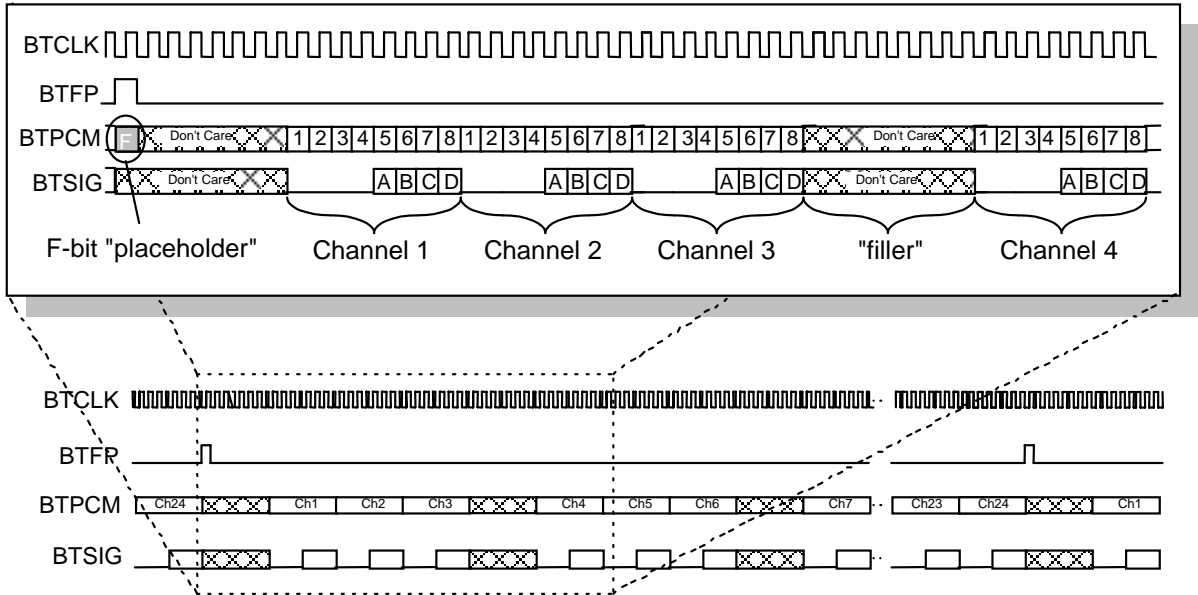 BTCLK
BTFP
BTPCM F Don't Care 1 2 3 4 5 6 7 8 1 2 3 4 5 6 7 8 1 2 3 4 5 6 7 8 Don't Care 1 2 3 4 5 6 7 8
BTSIG Don't Care A B C D A B C D A B C D Don't Care A B C D
F-bit "placeholder" Channel 1 Channel 2 Channel 3 "filler" Channel 4
BTCLK
BTFP
BTPCM Ch24 Ch1 Ch2 Ch3 Ch4 Ch5 Ch6 Ch7 Ch23 Ch24 Ch1
BTSIG